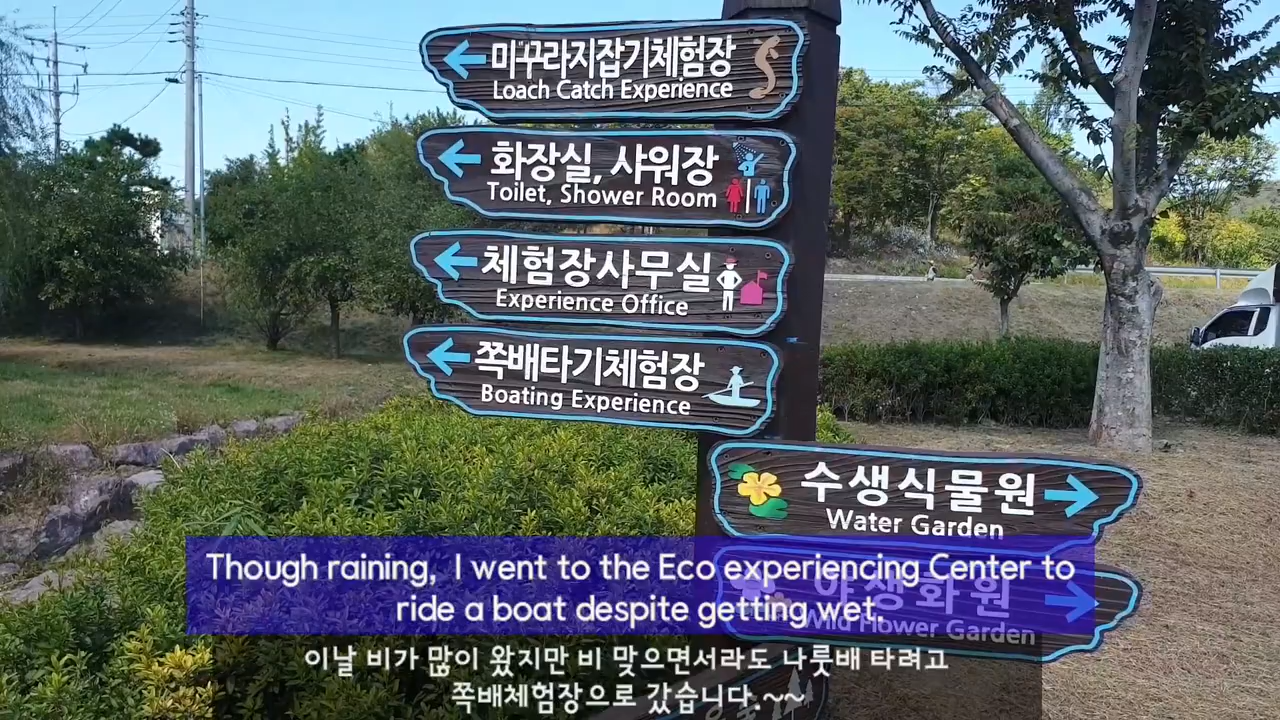 미꾸라지잡기체험장
Loach Catch Experience
화장실, 샤워장
Toilet, Shower Room
체험장사무실
Experience Office
쪽배타기체험장
Boating Experience
수생식물원
Water Garden
야생화원
Wild Flower Garden
Though raining, I went to the Eco experiencing Center to
ride a boat despite getting wet.
이날 비가 많이 왔지만 비 맞으면서라도 나룻배 타려고
쪽배체험장으로 갔습니다.~~